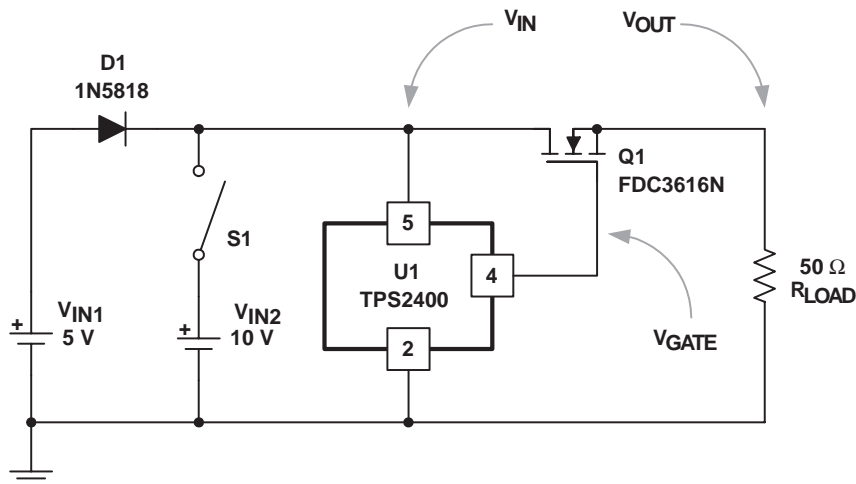 VIN
VOUT
D1
1N5818
Q1
FDC3616N
5
S1
U1
TPS2400
4
50 Ω
RLOAD
+
VIN1
5 V
+
VIN2
10 V
2
VGATE